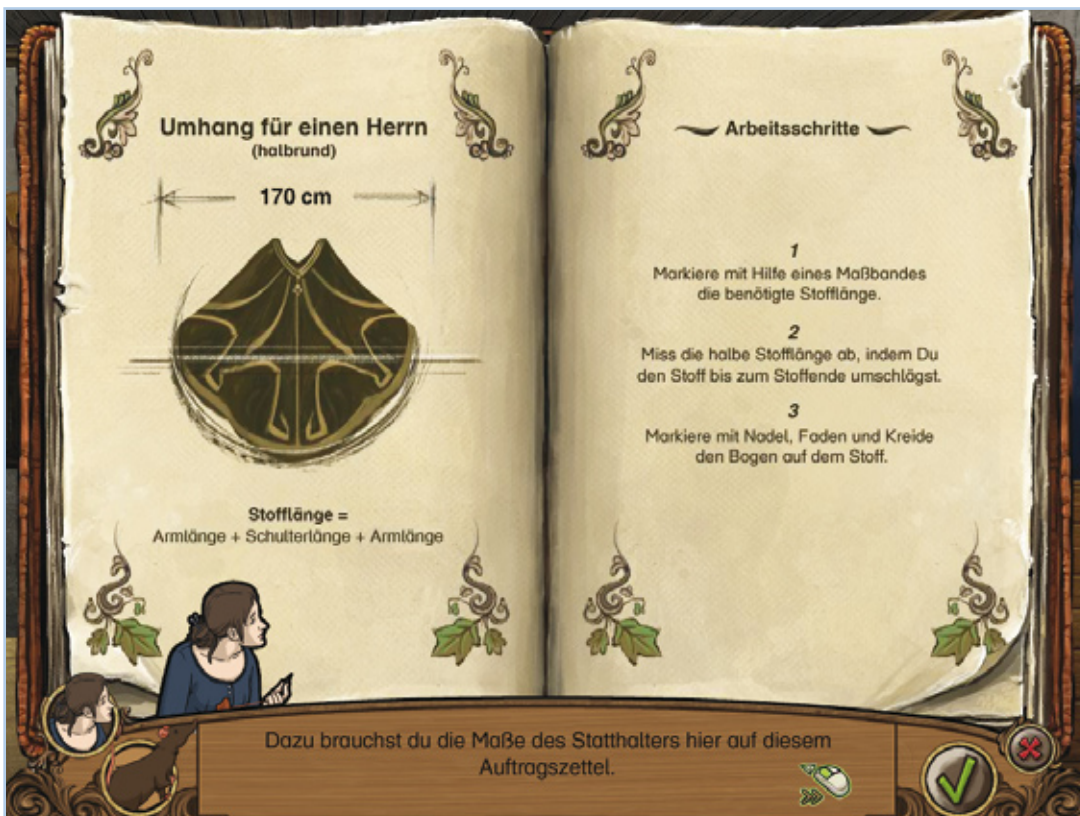 Umhang für einen Herrn
(halbrund)
170 cm
Stofflänge =
Armlänge + Schulterlänge + Armlänge
Arbeitsschritte
1
Markiere mit Hilfe eines Maßbandes
die benötigte Stofflänge.
2
Miss die halbe Stofflänge ab, indem Du
den Stoff bis zum Stoffende umschlägst.
3
Markiere mit Nadel, Faden und Kreide
den Bogen auf dem Stoff.
Dazu brauchst du die Maße des Statthalters hier auf diesem
Auftragszettel.